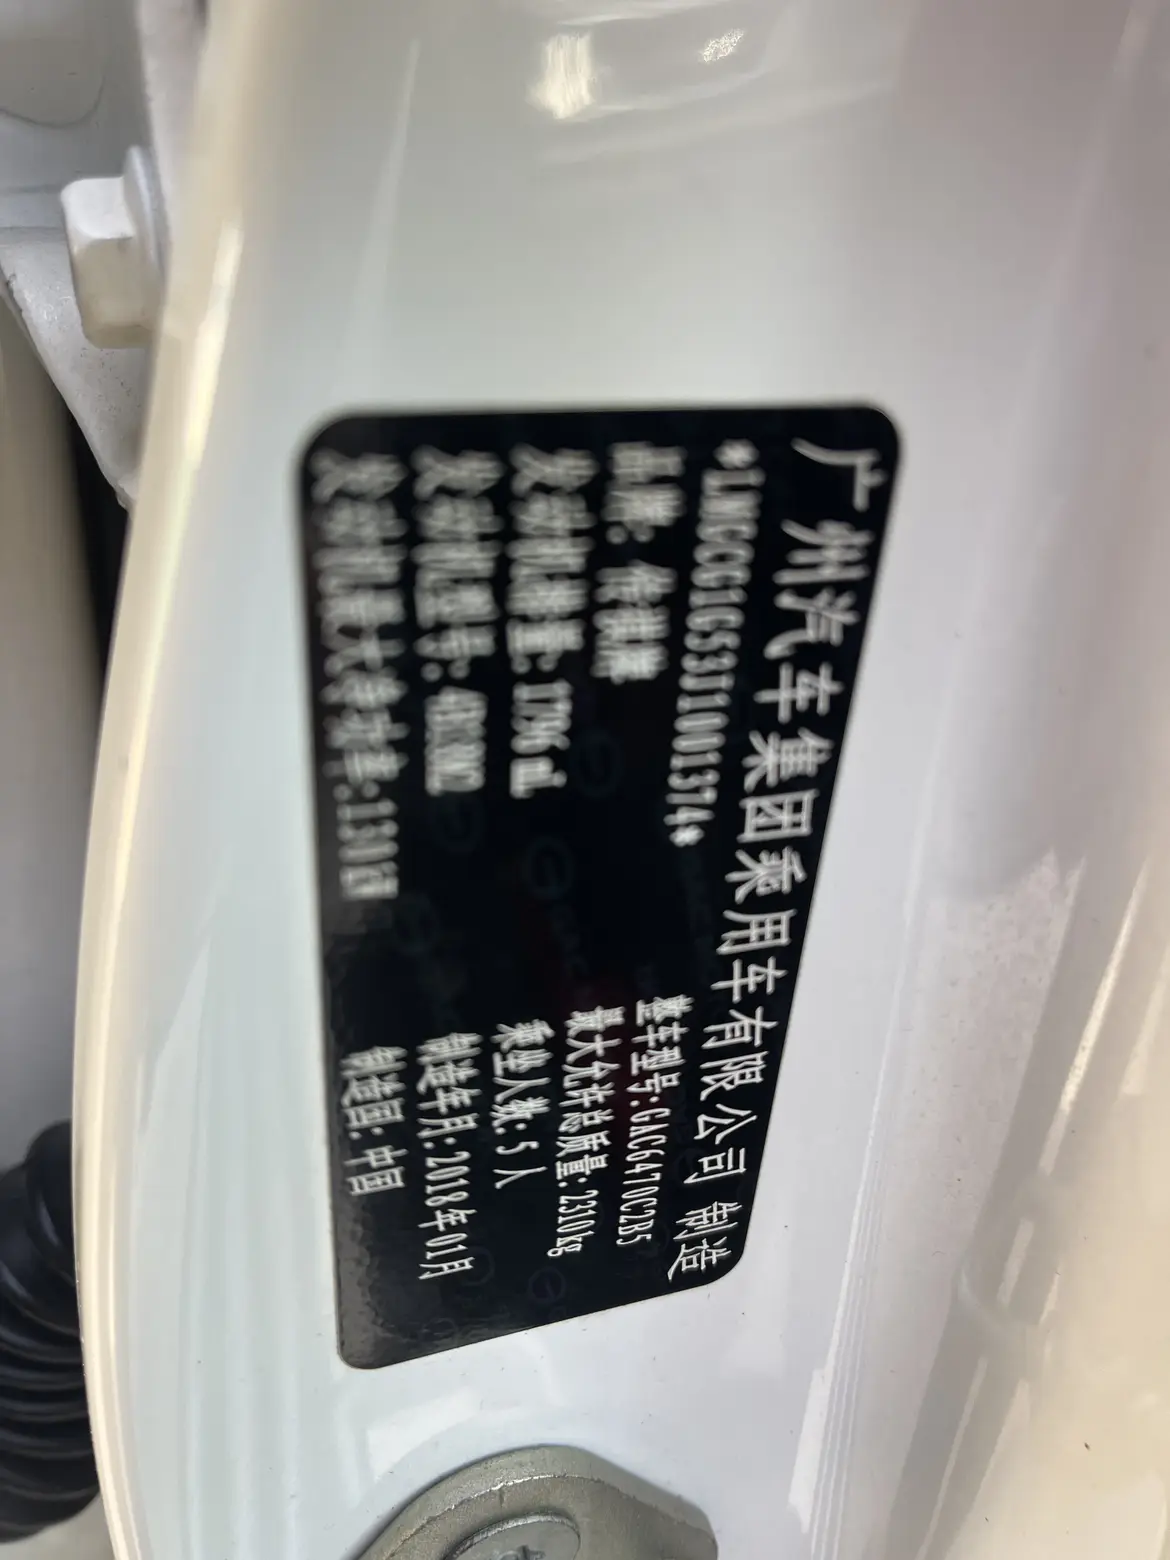 广州汽车集团乘用车有限公司 制造
*LMGGG1G53J1001374*
品牌：传祺牌
发动机排量：1796 mL
发动机型号：4B18M2
发动机最大净功率：130kW
整车型号：GAC6470C2B5
最大允许总质量：2310kg
乘坐人数：5 人
制造年月：2018年01月
制造国：中国